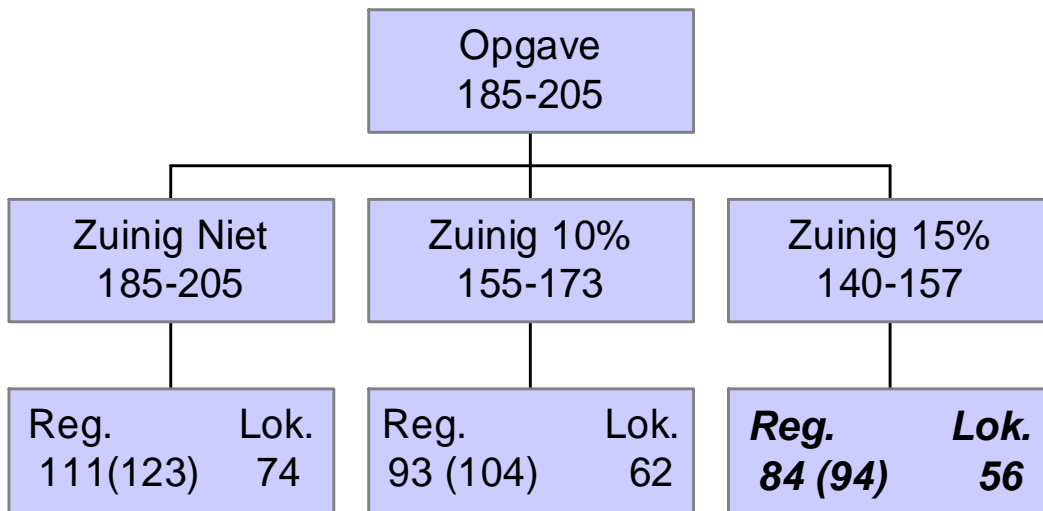 Opgave
185-205
Zuinig Niet
185-205
Zuinig 10%
155-173
Zuinig 15%
140-157
Reg. Lok.
111(123) 74
Reg. Lok.
93 (104) 62
Reg. Lok.
84 (94) 56